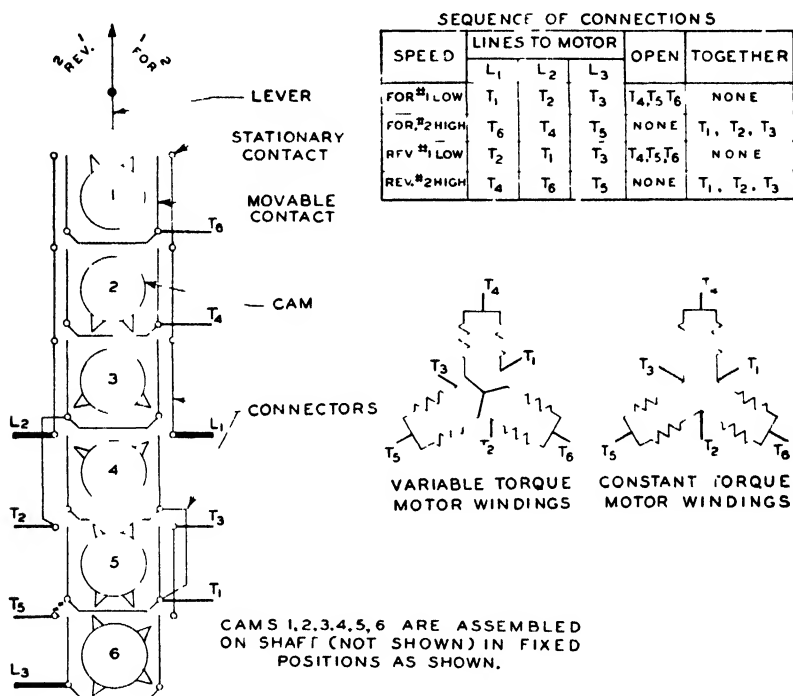 SEQUENCE OF CONNECTIONS
SPEED LINES TO MOTOR OPEN TOGETHER
L1 L2 L3
FOR #1 LOW T1 T2 T3 T4,T5 T6 NONE
FOR. #2 HIGH T6 T4 T5 NONE T1, T2, T3
REV #1 LOW T2 T1 T3 T4,T5,T6 NONE
REV. #2 HIGH T4 T6 T5 NONE T1, T2, T3
2 1 1 2
REV. FOR
LEVER
STATIONARY
CONTACT
MOVABLE
CONTACT
1
T6
2
CAM
T4
3
CONNECTORS
L2 L1
4
T2 T3
5
T5 T1
6
L3
T4
T3 T1
T5 T2 T6
VARIABLE TORQUE
MOTOR WINDINGS
T4
T3 T1
T5 T2 T6
CONSTANT TORQUE
MOTOR WINDINGS
CAMS 1,2,3,4,5,6 ARE ASSEMBLED
ON SHAFT (NOT SHOWN) IN FIXED
POSITIONS AS SHOWN.